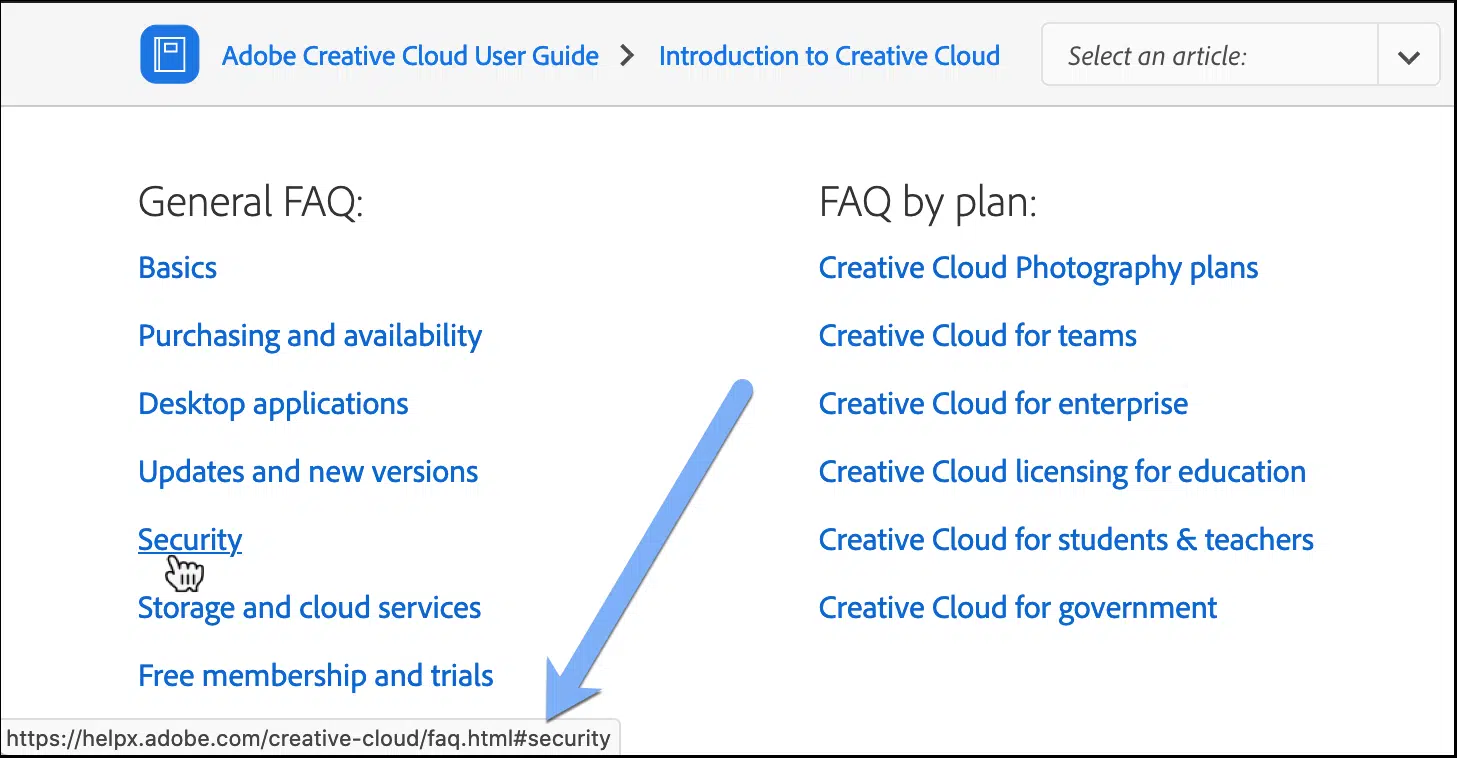 Adobe Creative Cloud User Guide > Introduction to Creative Cloud
Select an article:
General FAQ:
Basics
Purchasing and availability
Desktop applications
Updates and new versions
Security
Storage and cloud services
Free membership and trials
FAQ by plan:
Creative Cloud Photography plans
Creative Cloud for teams
Creative Cloud for enterprise
Creative Cloud licensing for education
Creative Cloud for students & teachers
Creative Cloud for government
https://helpx.adobe.com/creative-cloud/faq.html#security